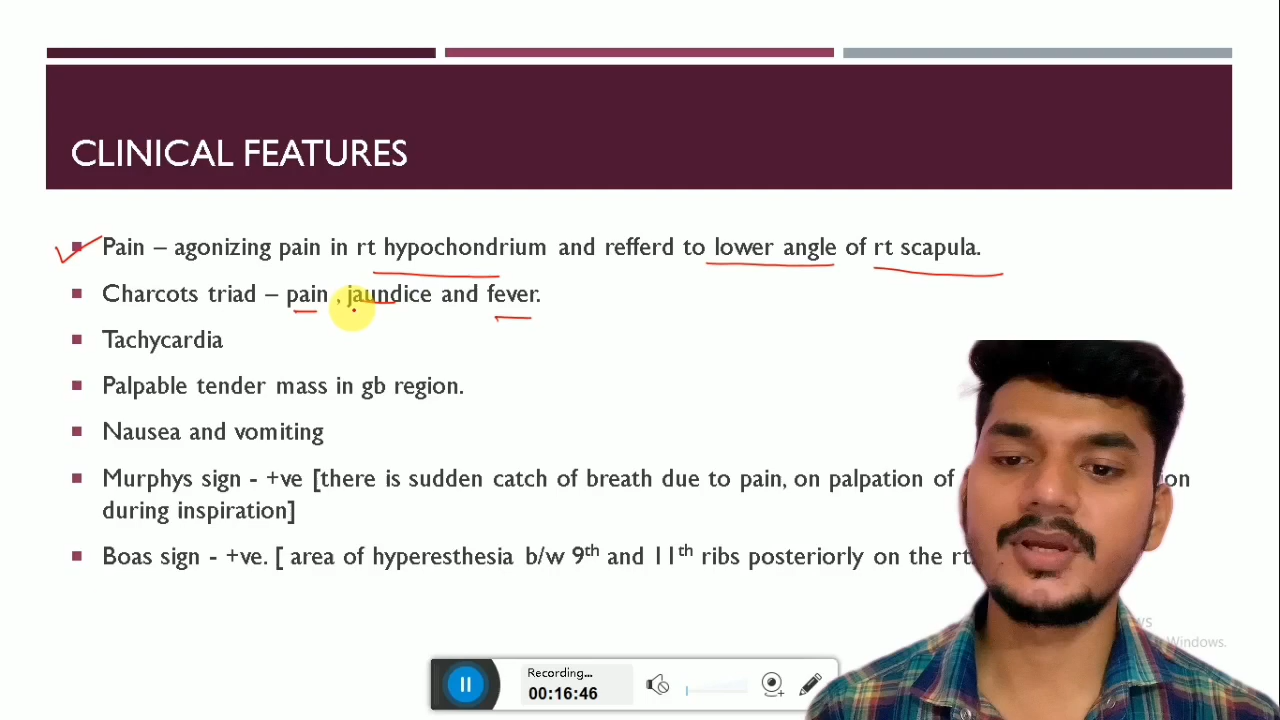 CLINICAL FEATURES
Pain – agonizing pain in rt hypochondrium and refferd to lower angle of rt scapula.
Charcots triad – pain , jaundice and fever.
Tachycardia
Palpable tender mass in gb region.
Nausea and vomiting
Murphys sign - +ve [there is sudden catch of breath due to pain, on palpation of
during inspiration]
Boas sign - +ve. [ area of hyperesthesia b/w 9th and 11th ribs posteriorly on the rt
Windows.
Recording...
00:16:46